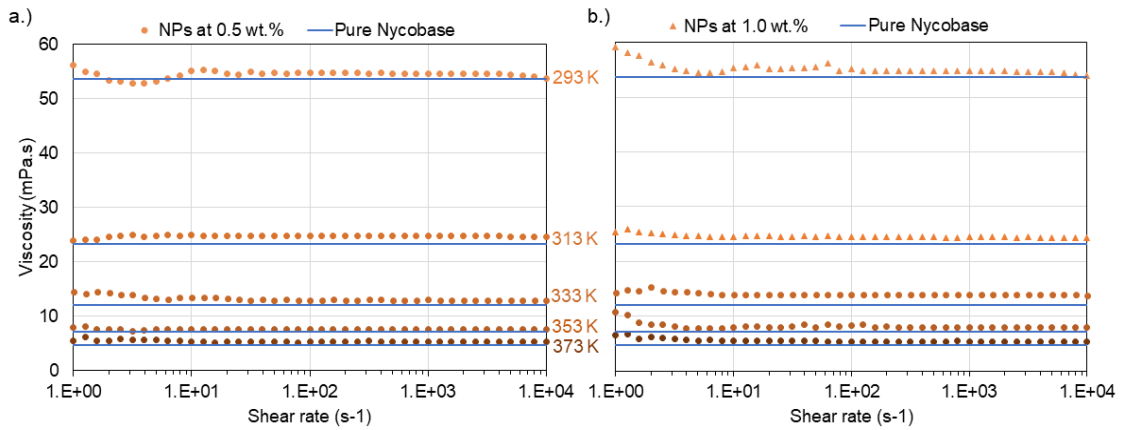 a.)
NPs at 0.5 wt.%
Pure Nycobase
b.)
NPs at 1.0 wt.%
Pure Nycobase
Viscosity (mPa.s)
60
50
40
30
20
10
0
293 K
313 K
333 K
353 K
373 K
1.E+00
1.E+01
1.E+02
1.E+03
1.E+04
1.E+00
1.E+01
1.E+02
1.E+03
1.E+04
Shear rate (s-1)
Shear rate (s-1)